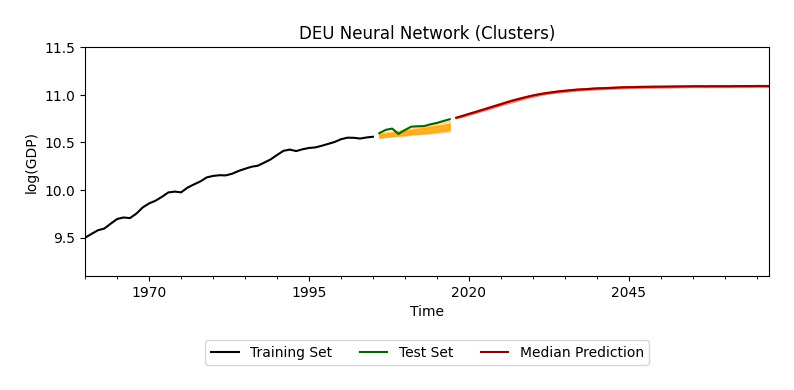 DEU Neural Network (Clusters)
11.5
11.0
10.5
10.0
9.5
log(GDP)
1970 1995 2020 2045
Time
Training Set Test Set Median Prediction